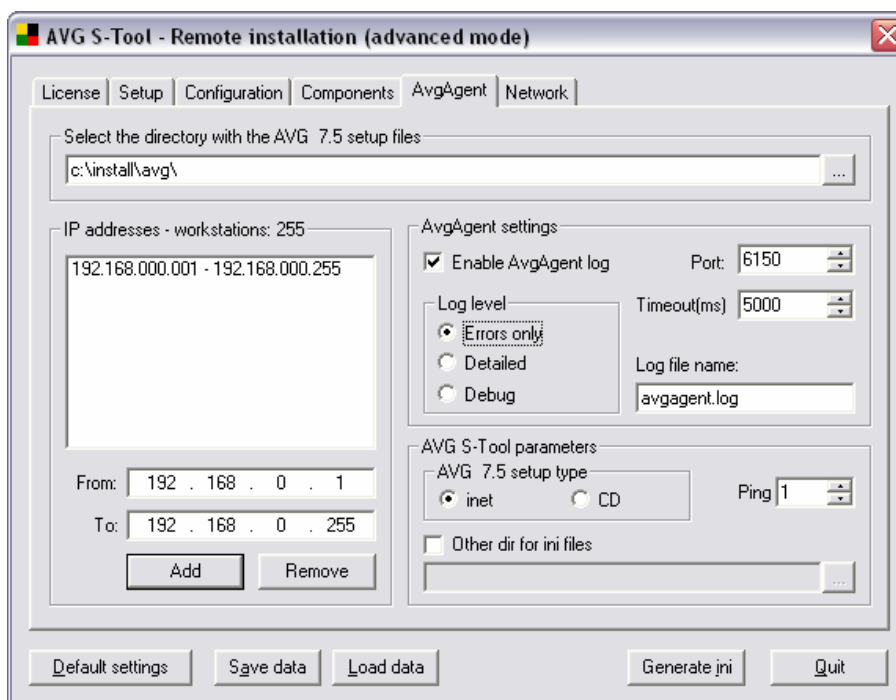 AVG S-Tool - Remote installation (advanced mode)
License Setup Configuration Components AvgAgent Network
Select the directory with the AVG 7.5 setup files
c:\install\avg\ ...
IP addresses - workstations: 255
192.168.000.001 - 192.168.000.255
From: 192 . 168 . 0 . 1
To: 192 . 168 . 0 . 255
Add Remove
AvgAgent settings
Enable AvgAgent log Port: 6150
Log level Timeout(ms) 5000
Errors only
Detailed Log file name:
Debug avgagent.log
AVG S-Tool parameters
AVG 7.5 setup type
inet CD Ping 1
Other dir for ini files
...
Default settings Save data Load data Generate ini Quit